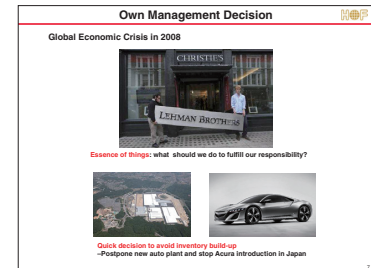 Own Management Decision
HOF
Global Economic Crisis in 2008
CHRISTIE'S
LEHMAN BROTHERS
Essence of things: what should we do to fulfill our responsibility?
Quick decision to avoid inventory build-up
–Postpone new auto plant and stop Acura introduction in Japan
7